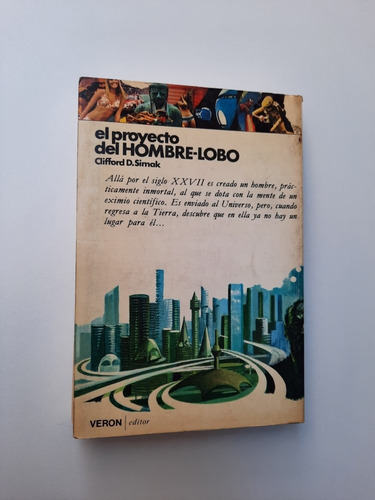 el proyecto
del HOMBRE-LOBO
Clifford D. Simak
Allá por el siglo XXVII es creado un hombre, prác-
ticamente inmortal, al que se dota con la mente de un
eximio científico. Es enviado al Universo, pero, cuando
regresa a la Tierra, descubre que en ella ya no hay un
lugar para él...
VERON editor